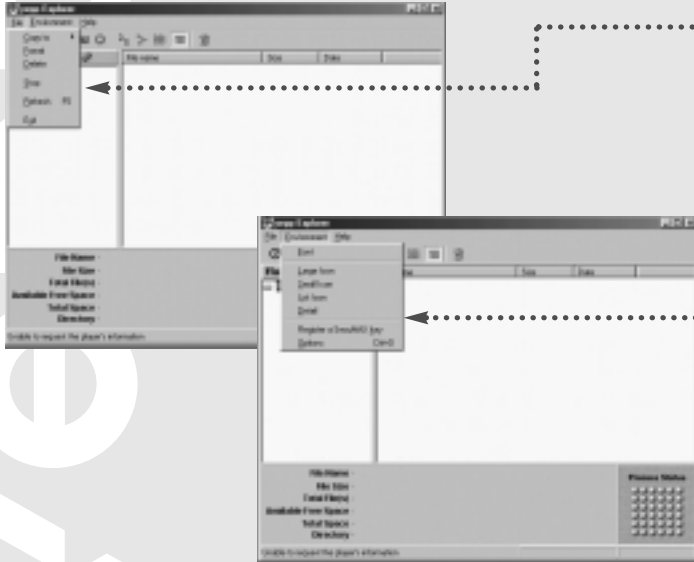 Explorer
File Environment Help
Copy to
Format
Delete
Stop
Refresh F5
Exit
File name Size Date
File Name :
File Size :
Total File(s) :
Available Free Space :
Total Space :
Directory :
Unable to request the player's information
Explorer
File Environment Help
Large Icon
Small Icon
List Icon
Detail
Register a key
Options Ctrl+O
Size Date
File Name :
File Size :
Total File(s) :
Available Free Space :
Total Space :
Directory :
Process Status
Unable to request the player's information